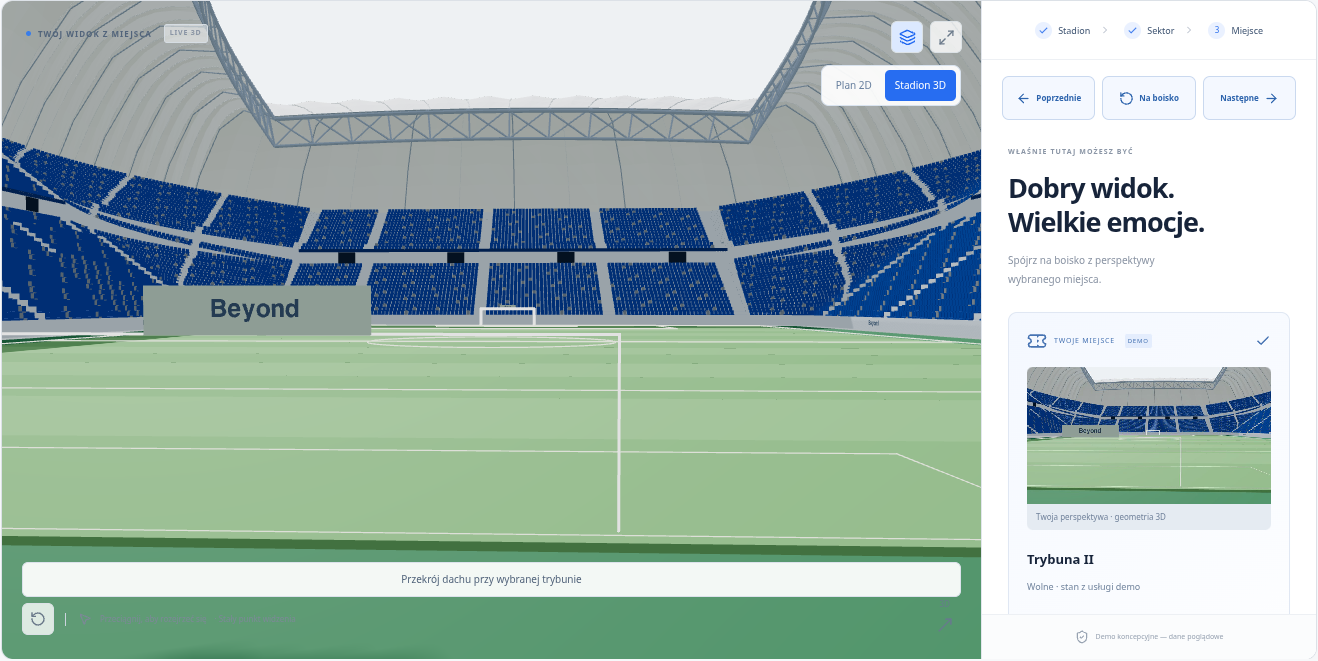 TWÓJ WIDOK Z MIEJSCA
LIVE 3D
Plan 2D
Stadion 3D
Beyond
Beyond
Przekrój dachu przy wybranej trybunie
Stadion
Sektor
3
Miejsce
Poprzednie
Na boisko
Następne
WŁAŚNIE TUTAJ MOŻESZ BYĆ
Dobry widok.
Wielkie emocje.
Spójrz na boisko z perspektywy
wybranego miejsca.
TWOJE MIEJSCE
DEMO
Beyond
Twoja perspektywa · geometria 3D
Trybuna II
Wolne · stan z usługi demo
Demo koncepcyjne — dane poglądowe